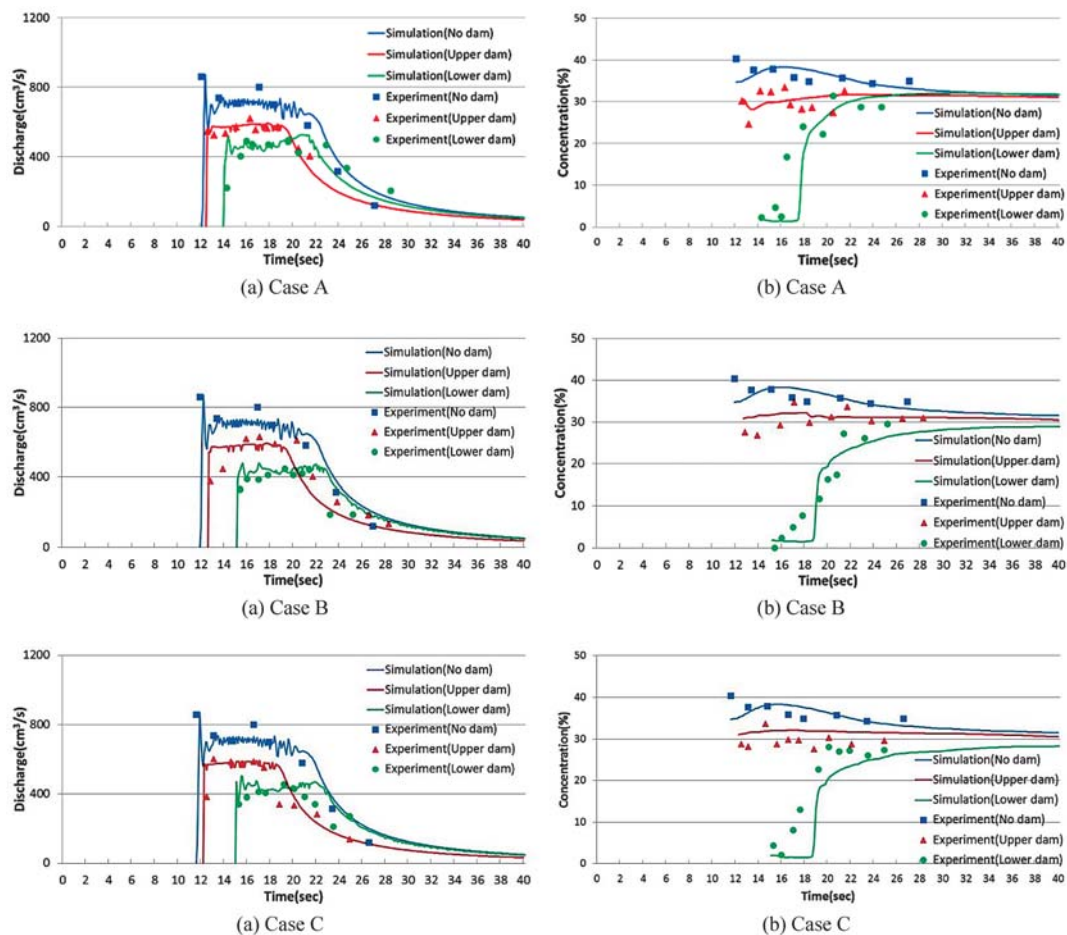 1200
800
400
0
Discharge(cm³/s)
Simulation(No dam)
Simulation(Upper dam)
Simulation(Lower dam)
Experiment(No dam)
Experiment(Upper dam)
Experiment(Lower dam)
0 2 4 6 8 10 12 14 16 18 20 22 24 26 28 30 32 34 36 38 40
Time(sec)
(a) Case A
50
40
30
20
10
0
Concentration(%)
Simulation(No dam)
Simulation(Upper dam)
Simulation(Lower dam)
Experiment(No dam)
Experiment(Upper dam)
Experiment(Lower dam)
0 2 4 6 8 10 12 14 16 18 20 22 24 26 28 30 32 34 36 38 40
Time(sec)
(b) Case A
1200
800
400
0
Discharge(cm³/s)
Simulation(No dam)
Simulation(Upper dam)
Simulation(Lower dam)
Experiment(No dam)
Experiment(Upper dam)
Experiment(Lower dam)
0 2 4 6 8 10 12 14 16 18 20 22 24 26 28 30 32 34 36 38 40
Time(sec)
(a) Case B
50
40
30
20
10
0
Concentration(%)
Simulation(No dam)
Simulation(Upper dam)
Simulation(Lower dam)
Experiment(No dam)
Experiment(Upper dam)
Experiment(Lower dam)
0 2 4 6 8 10 12 14 16 18 20 22 24 26 28 30 32 34 36 38 40
Time(sec)
(b) Case B
1200
800
400
0
Discharge(cm³/s)
Simulation(No dam)
Simulation(Upper dam)
Simulation(Lower dam)
Experiment(No dam)
Experiment(Upper dam)
Experiment(Lower dam)
0 2 4 6 8 10 12 14 16 18 20 22 24 26 28 30 32 34 36 38 40
Time(sec)
(a) Case C
50
40
30
20
10
0
Concentration(%)
Simulation(No dam)
Simulation(Upper dam)
Simulation(Lower dam)
Experiment(No dam)
Experiment(Upper dam)
Experiment(Lower dam)
0 2 4 6 8 10 12 14 16 18 20 22 24 26 28 30 32 34 36 38 40
Time(sec)
(b) Case C